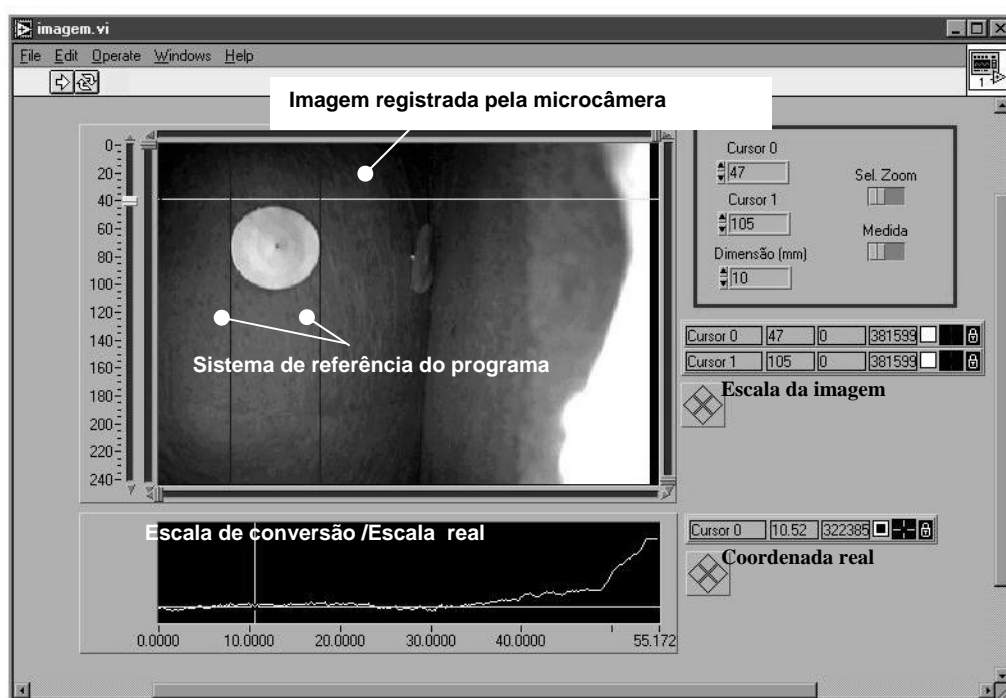 imagem.vi
File Edit Operate Windows Help
1
Imagem registrada pela microcâmera
0
20
40
60
80
100
120
140
160
180
200
220
240
Cursor 0
47
Cursor 1
105
Dimensão (mm)
10
Sel. Zoom
Medida
Sistema de referência do programa
Cursor 0 47 0 381599
Cursor 1 105 0 381599
Escala da imagem
Escala de conversão /Escala real
0.0000 10.0000 20.0000 30.0000 40.0000 55.172
Cursor 0 10.52 322385
Coordenada real